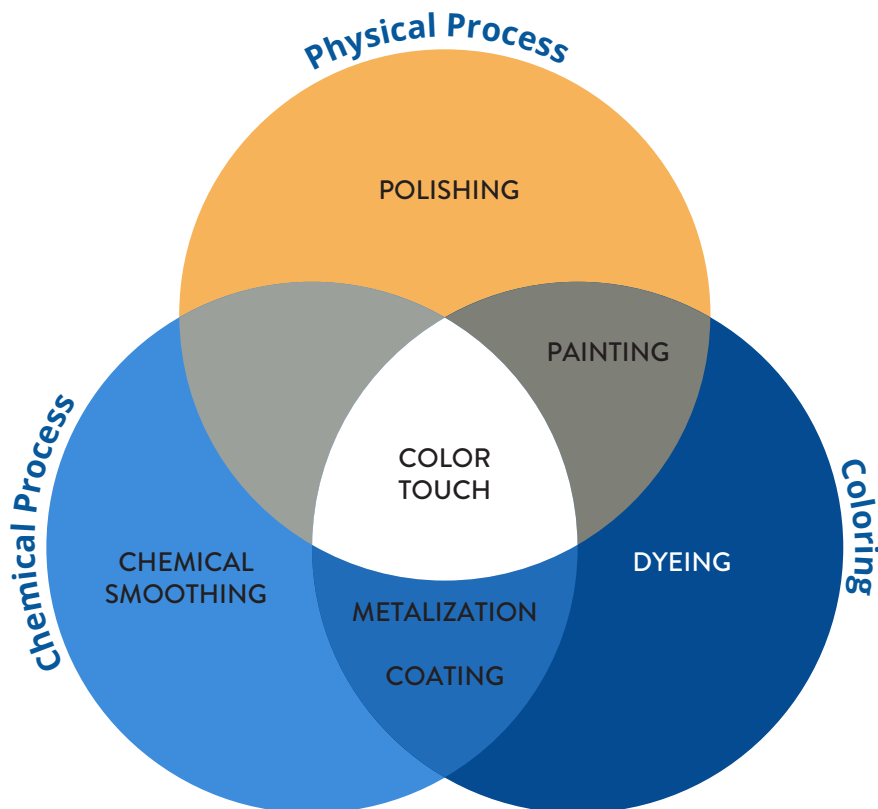 Physical Process
POLISHING
PAINTING
COLOR
TOUCH
Chemical Process
Coloring
CHEMICAL
SMOOTHING
DYEING
METALIZATION
COATING